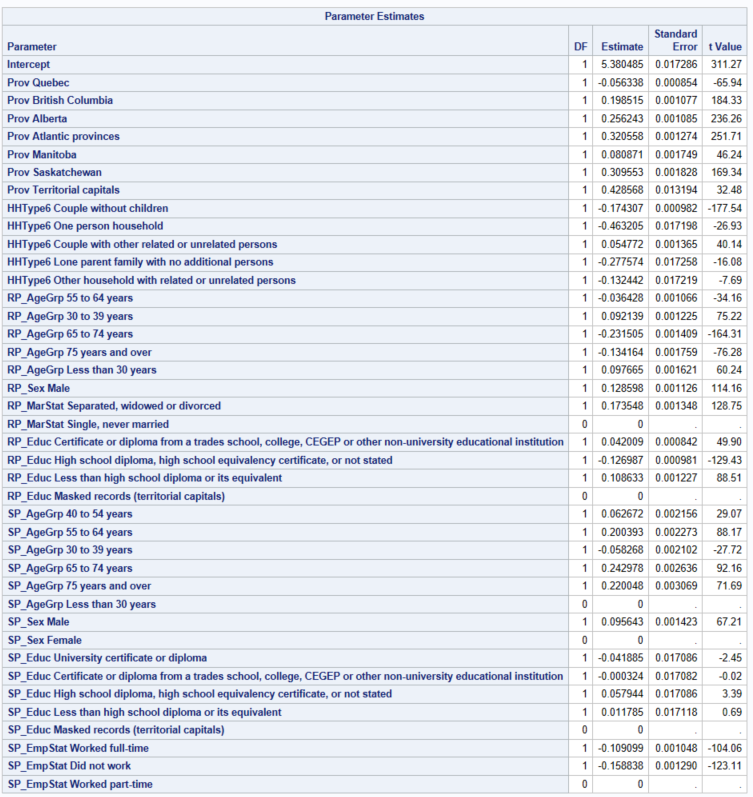 Parameter Estimates
Parameter DF Estimate Standard Error t Value
Intercept 1 5.380485 0.017286 311.27
Prov Quebec 1 -0.056338 0.000854 -65.94
Prov British Columbia 1 0.198515 0.001077 184.33
Prov Alberta 1 0.256243 0.001085 236.26
Prov Atlantic provinces 1 0.320558 0.001274 251.71
Prov Manitoba 1 0.080871 0.001749 46.24
Prov Saskatchewan 1 0.309553 0.001828 169.34
Prov Territorial capitals 1 0.428568 0.013194 32.48
HHType6 Couple without children 1 -0.174307 0.000982 -177.54
HHType6 One person household 1 -0.463205 0.017198 -26.93
HHType6 Couple with other related or unrelated persons 1 0.054772 0.001365 40.14
HHType6 Lone parent family with no additional persons 1 -0.277574 0.017258 -16.08
HHType6 Other household with related or unrelated persons 1 -0.132442 0.017219 -7.69
RP_AgeGrp 55 to 64 years 1 -0.036428 0.001066 -34.16
RP_AgeGrp 30 to 39 years 1 0.092139 0.001225 75.22
RP_AgeGrp 65 to 74 years 1 -0.231505 0.001409 -164.31
RP_AgeGrp 75 years and over 1 -0.134164 0.001759 -76.28
RP_AgeGrp Less than 30 years 1 0.097665 0.001621 60.24
RP_Sex Male 1 0.128598 0.001126 114.16
RP_MarStat Separated, widowed or divorced 1 0.173548 0.001348 128.75
RP_MarStat Single, never married 0 0 . .
RP_Educ Certificate or diploma from a trades school, college, CEGEP or other non-university educational institution 1 0.042009 0.000842 49.90
RP_Educ High school diploma, high school equivalency certificate, or not stated 1 -0.126987 0.000981 -129.43
RP_Educ Less than high school diploma or its equivalent 1 0.108633 0.001227 88.51
RP_Educ Masked records (territorial capitals) 0 0 . .
SP_AgeGrp 40 to 54 years 1 0.062672 0.002156 29.07
SP_AgeGrp 55 to 64 years 1 0.200393 0.002273 88.17
SP_AgeGrp 30 to 39 years 1 -0.058268 0.002102 -27.72
SP_AgeGrp 65 to 74 years 1 0.242978 0.002636 92.16
SP_AgeGrp 75 years and over 1 0.220048 0.003069 71.69
SP_AgeGrp Less than 30 years 0 0 . .
SP_Sex Male 1 0.095643 0.001423 67.21
SP_Sex Female 0 0 . .
SP_Educ University certificate or diploma 1 -0.041885 0.017086 -2.45
SP_Educ Certificate or diploma from a trades school, college, CEGEP or other non-university educational institution 1 -0.000324 0.017082 -0.02
SP_Educ High school diploma, high school equivalency certificate, or not stated 1 0.057944 0.017086 3.39
SP_Educ Less than high school diploma or its equivalent 1 0.011785 0.017118 0.69
SP_Educ Masked records (territorial capitals) 0 0 . .
SP_EmpStat Worked full-time 1 -0.109099 0.001048 -104.06
SP_EmpStat Did not work 1 -0.158838 0.001290 -123.11
SP_EmpStat Worked part-time 0 0 . .